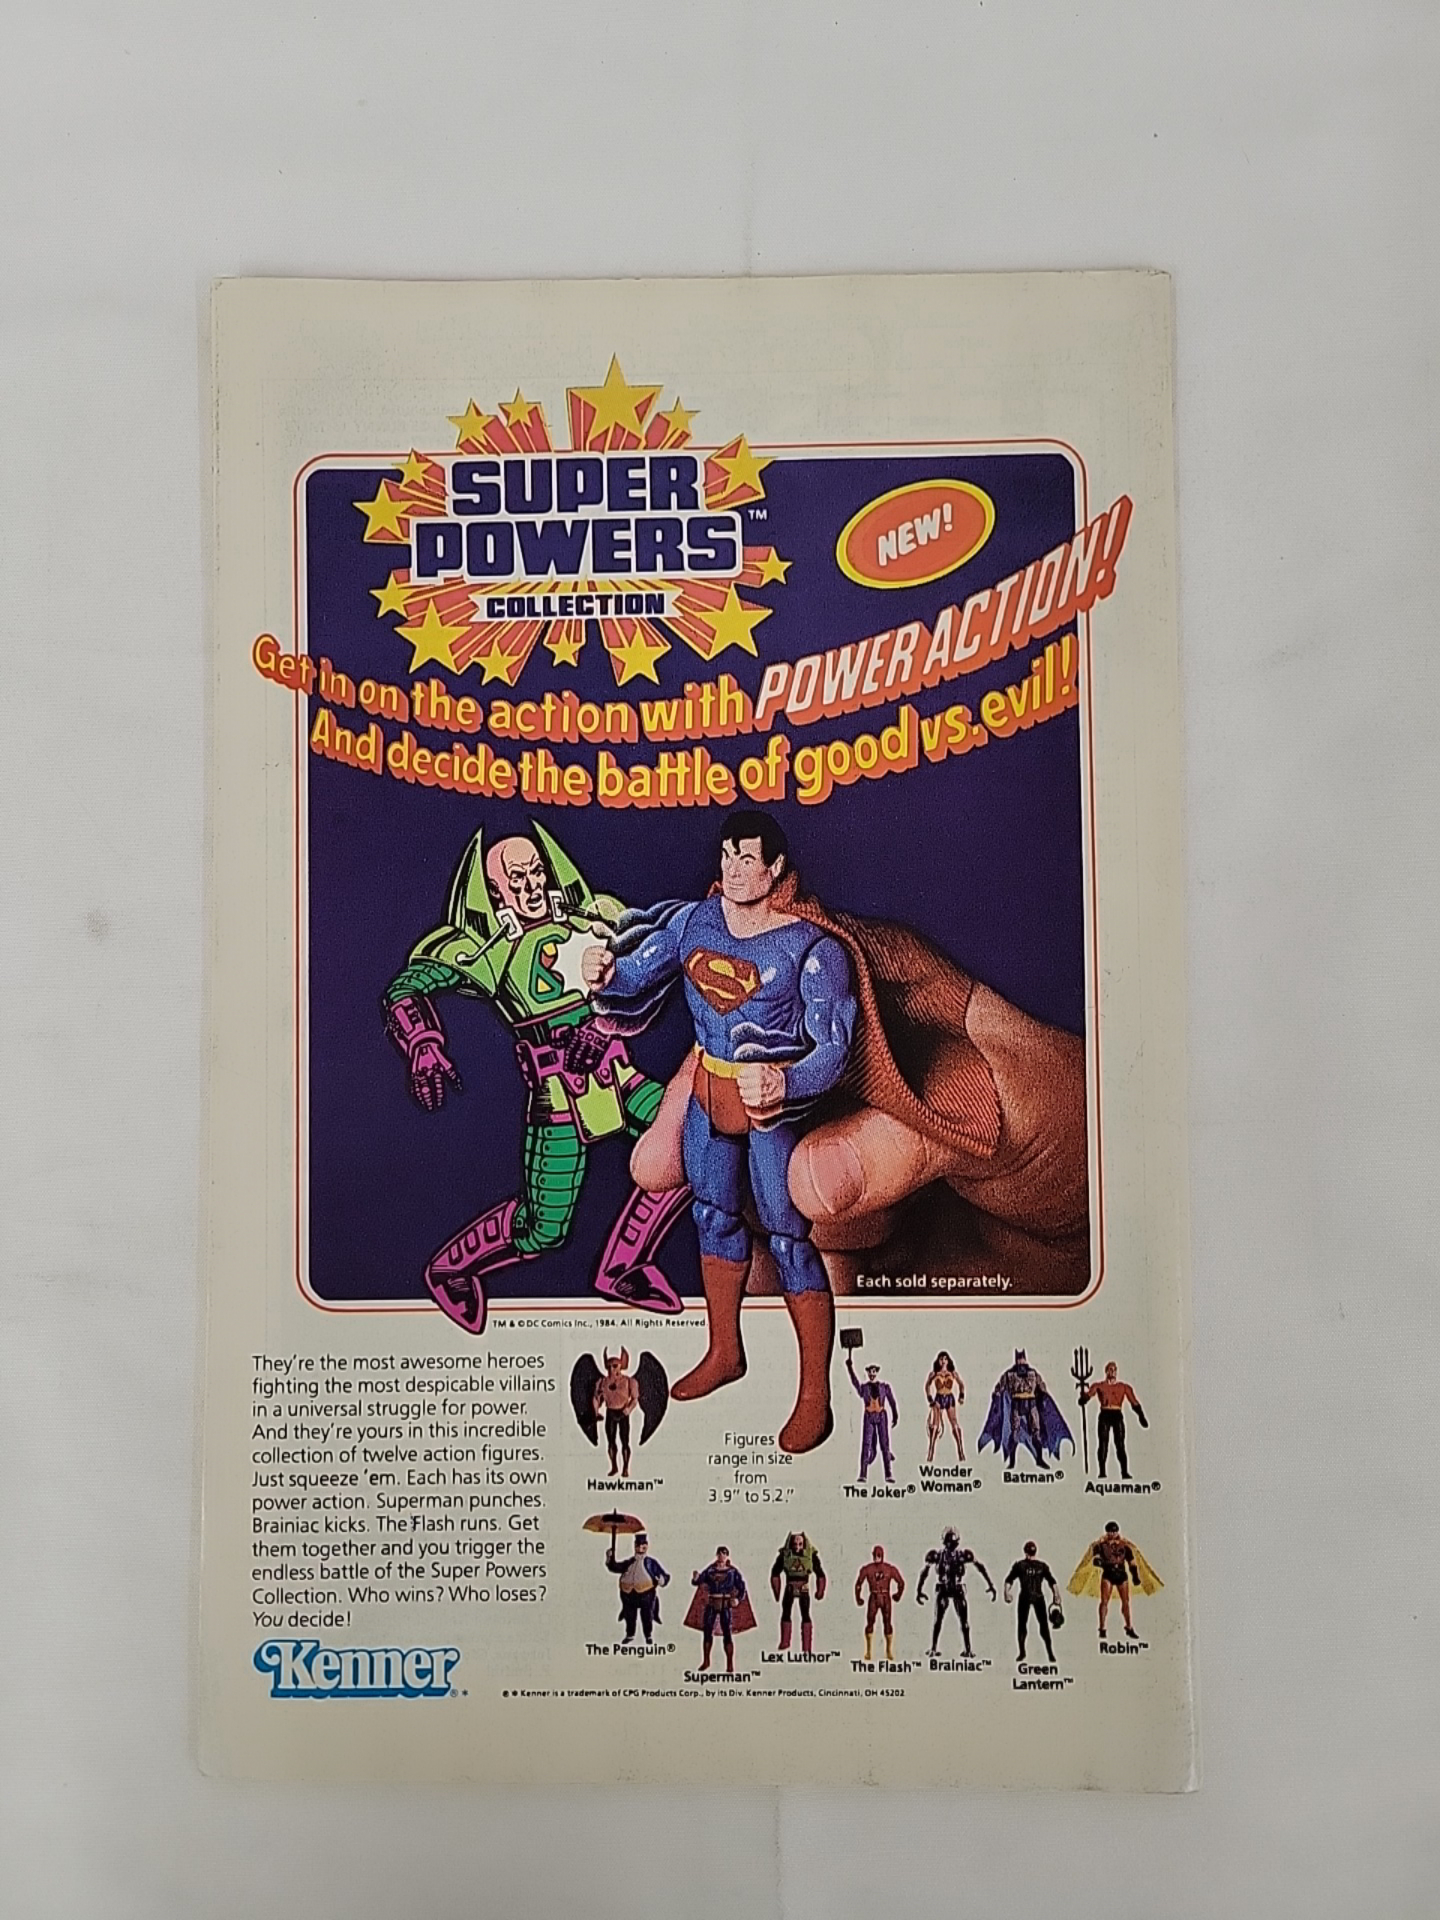 SUPER
POWERS™
COLLECTION
NEW!
Get in on the action with POWER ACTION!
And decide the battle of good vs. evil!
Each sold separately.
TM & © DC Comics Inc., 1984. All Rights Reserved.
They're the most awesome heroes
fighting the most despicable villains
in a universal struggle for power.
And they're yours in this incredible
collection of twelve action figures.
Just squeeze 'em. Each has its own
power action. Superman punches.
Brainiac kicks. The Flash runs. Get
them together and you trigger the
endless battle of the Super Powers
Collection. Who wins? Who loses?
You decide!
Hawkman™
Figures
range in size
from
3.9" to 5.2."
The Joker®
Wonder
Woman®
Batman®
Aquaman®
The Penguin®
Superman™
Lex Luthor™
The Flash™
Brainiac™
Green
Lantern™
Robin™
Kenner®*
® * Kenner is a trademark of CPG Products Corp., by its Div. Kenner Products, Cincinnati, OH 45202